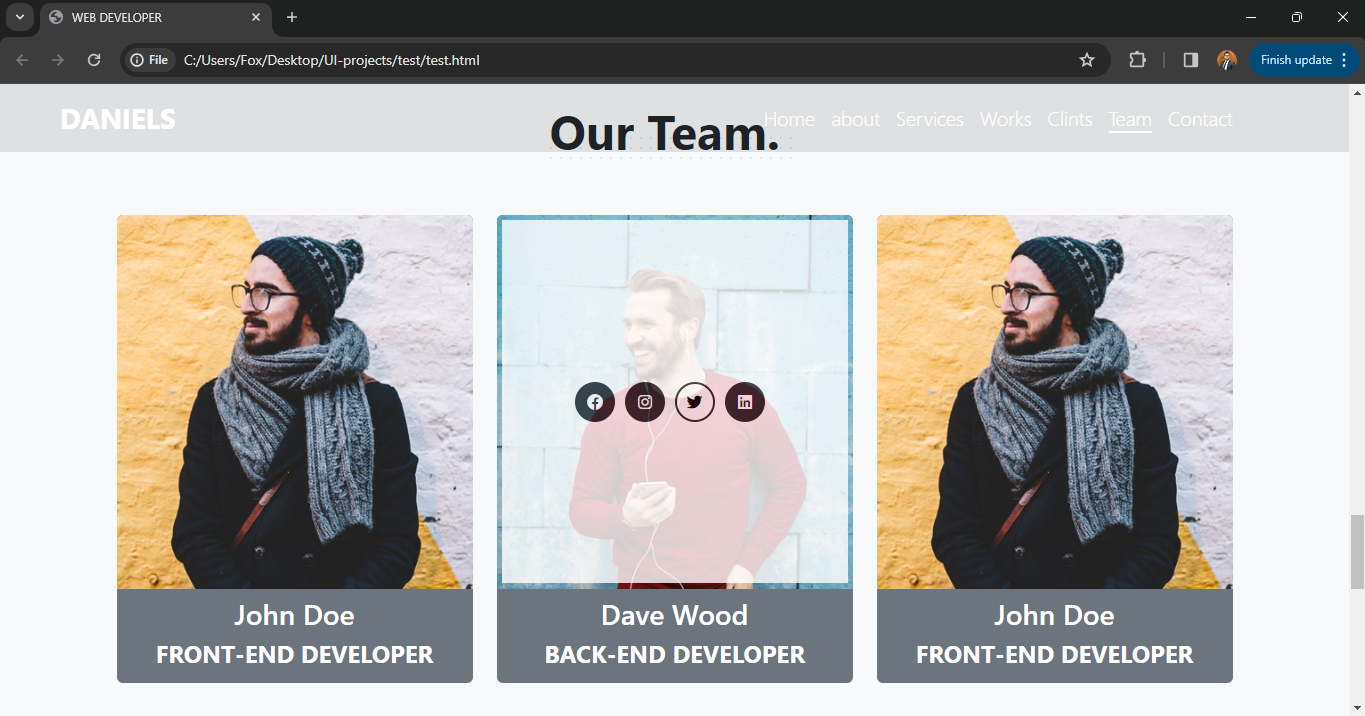 WEB DEVELOPER
File C:/Users/Fox/Desktop/UI-projects/test/test.html Finish update
DANIELS Home about Services Works Clints Team Contact
Our Team.
John Doe Dave Wood John Doe
FRONT-END DEVELOPER BACK-END DEVELOPER FRONT-END DEVELOPER